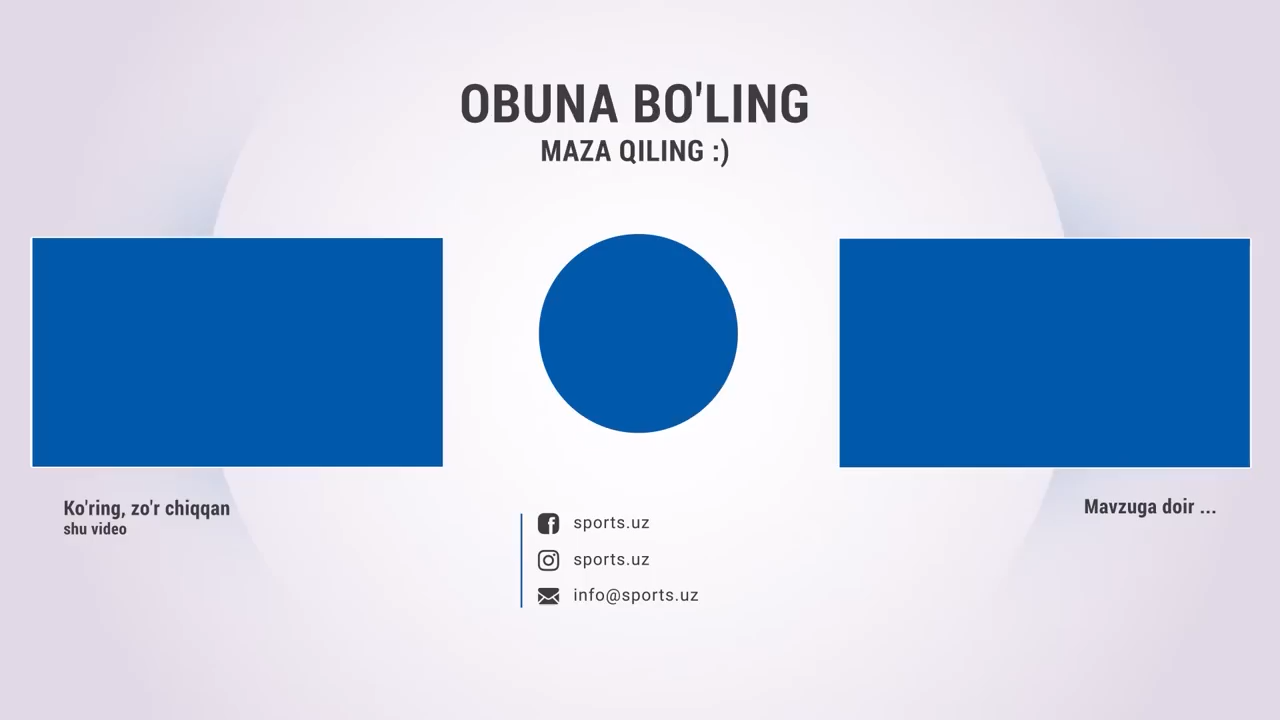 OBUNA BO'LING
MAZA QILING :)
Ko'ring, zo'r chiqqan
shu video
Mavzuga doir ...
sports.uz
sports.uz
info@sports.uz